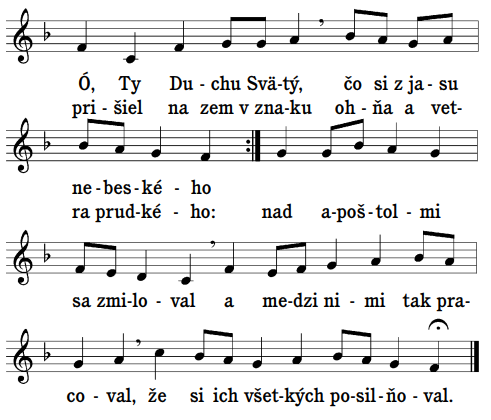 Ó, Ty Du - chu Svä-tý, čo si z ja - su
pri - šiel na zem v zna - ku oh - ňa a vet-
ne - bes - ké - ho
ra prud - ké - ho: nad a-poš - tol - mi
sa zmi - lo - val a me - dzi ni - mi tak pra-
co - val, že si ich všet-kých po-sil-ňo - val.